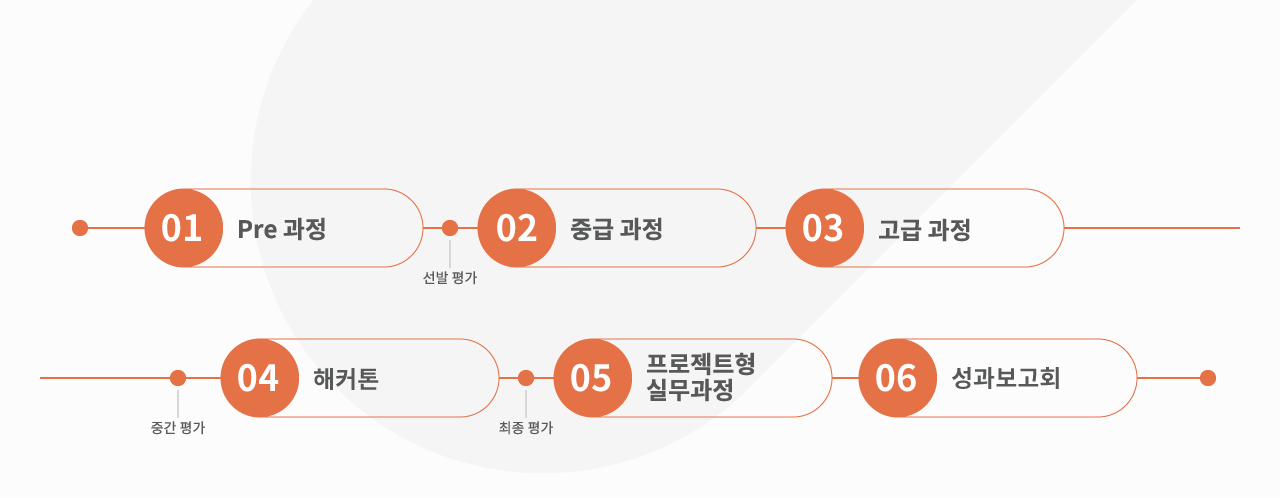 01 Pre 과정
선발 평가
02 중급 과정
03 고급 과정
중간 평가
04 해커톤
최종 평가
05 프로젝트형
실무과정
06 성과보고회